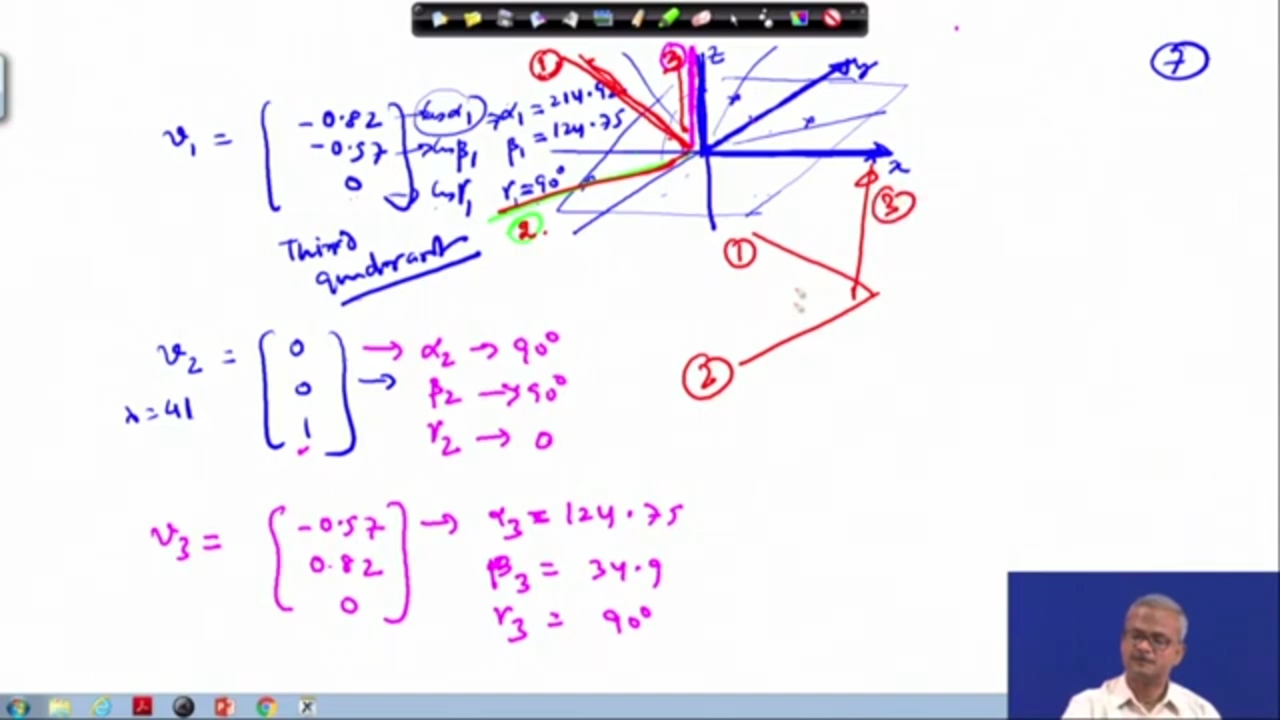 7
v₁ = [ -0.82 -0.57 0 ]
cos α₁ ⇒ α₁ = 214.92
→ cos β₁ β₁ = 124.75
→ cos γ₁ γ₁ = 90°
Third
quadrant
1
3
z
y
x
2.
1
3
2
v₂ = [ 0 0 1 ]
λ = 41
→ α₂ → 90°
→ β₂ → 90°
γ₂ → 0
v₃ = [ -0.57 0.82 0 ]
→ α₃ = 124.75
β₃ = 34.9
γ₃ = 90°